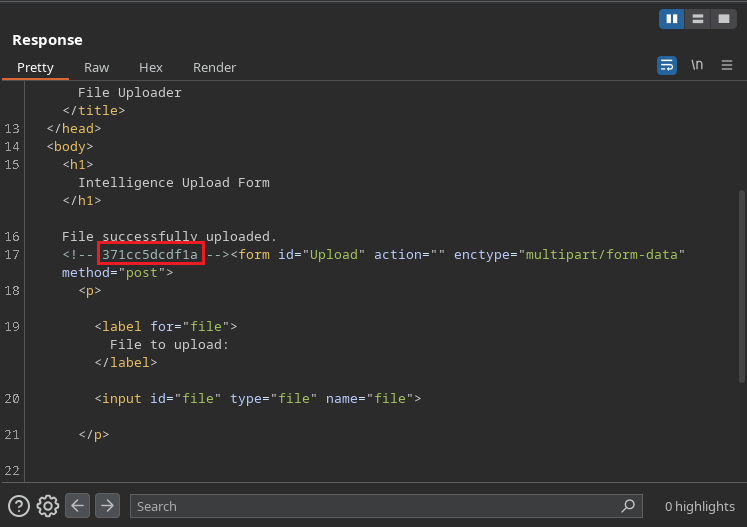 Response
Pretty Raw Hex Render \n
File Uploader
</title>
13 </head>
14 <body>
15 <h1>
Intelligence Upload Form
</h1>
16 File successfully uploaded.
17 <!-- 371cc5dcdf1a --><form id="Upload" action="" enctype="multipart/form-data"
method="post">
18 <p>
19 <label for="file">
File to upload:
</label>
20 <input id="file" type="file" name="file">
21 </p>
22
Search 0 highlights